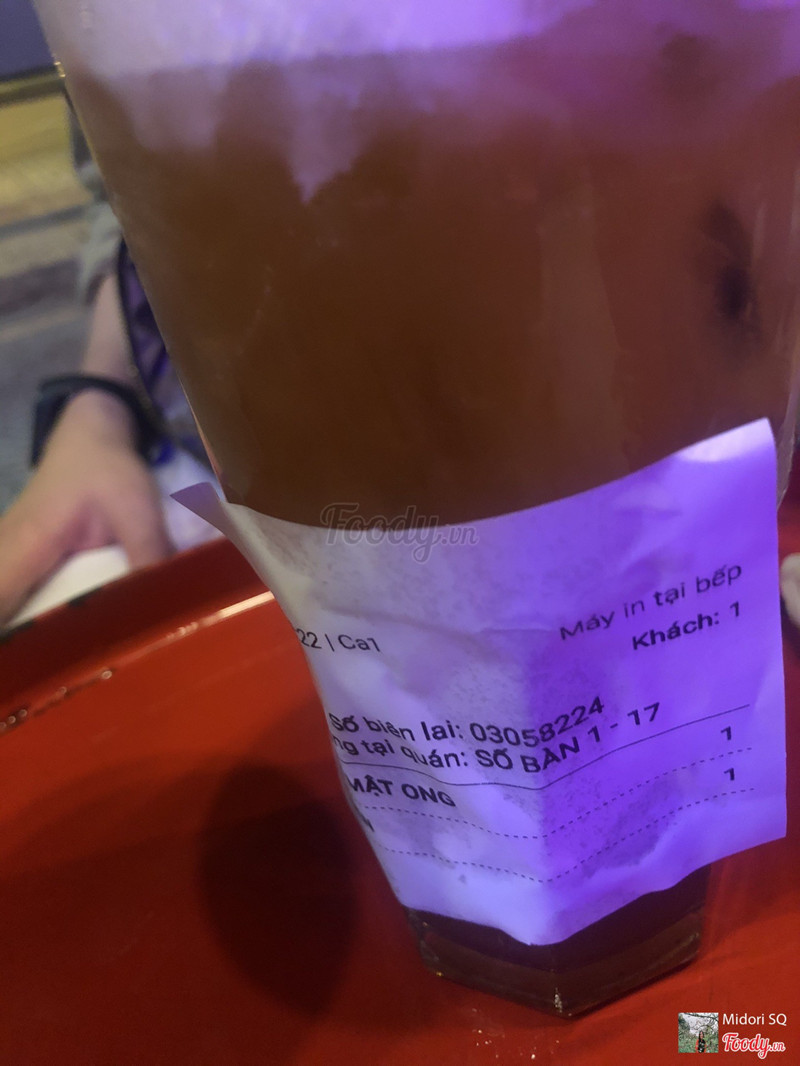 Foody.vn
22 | Ca1
Máy in tại bếp
Khách: 1
Số biên lai: 03058224
ng tại quán: SỐ BÀN 1 - 17
MẬT ONG 1
1
Midori SQ
Foody.vn